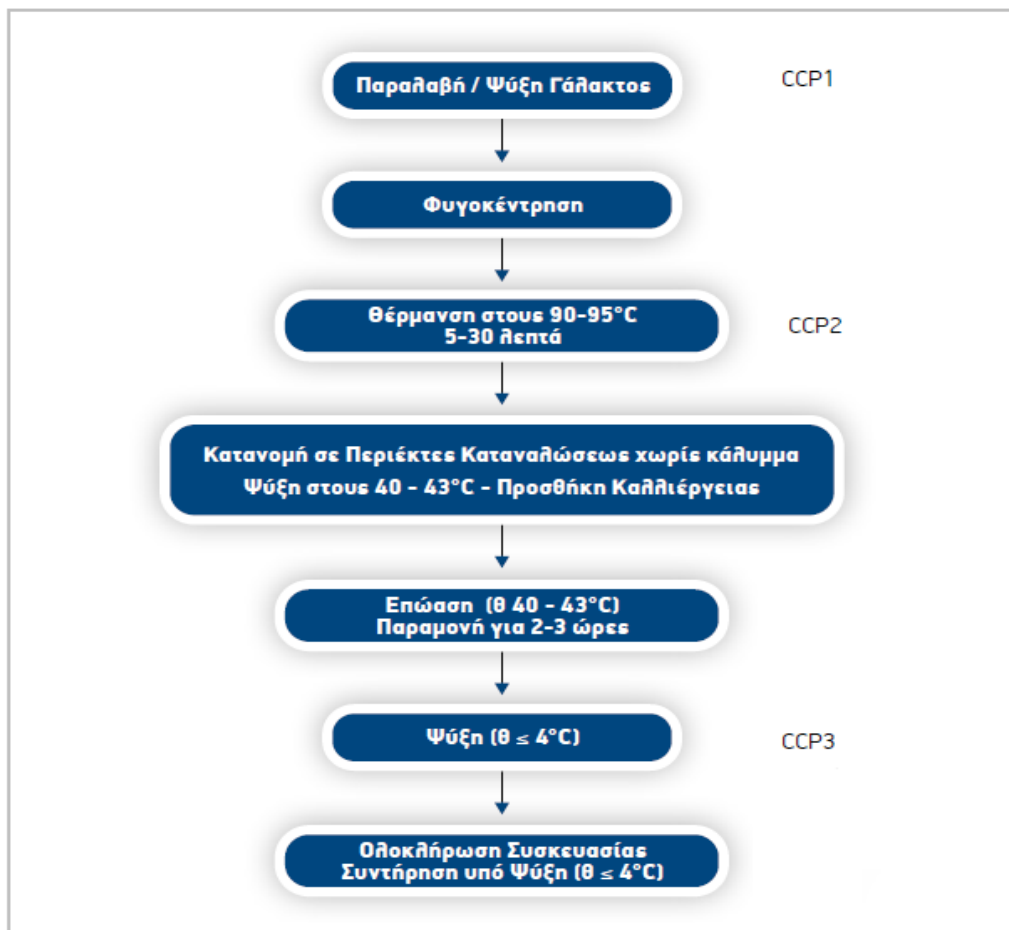 Παραλαβή / Ψύξη Γάλακτος
CCP1
Φυγοκέντρηση
Θέρμανση στους 90-95°C
5-30 λεπτά
CCP2
Κατανομή σε Περιέκτες Καταναλώσεως χωρίς κάλυμμα
Ψύξη στους 40 - 43°C - Προσθήκη Καλλιέργειας
Επώαση (θ 40 - 43°C)
Παραμονή για 2-3 ώρες
Ψύξη (θ ≤ 4°C)
CCP3
Ολοκλήρωση Συσκευασίας
Συντήρηση υπό Ψύξη (θ ≤ 4°C)